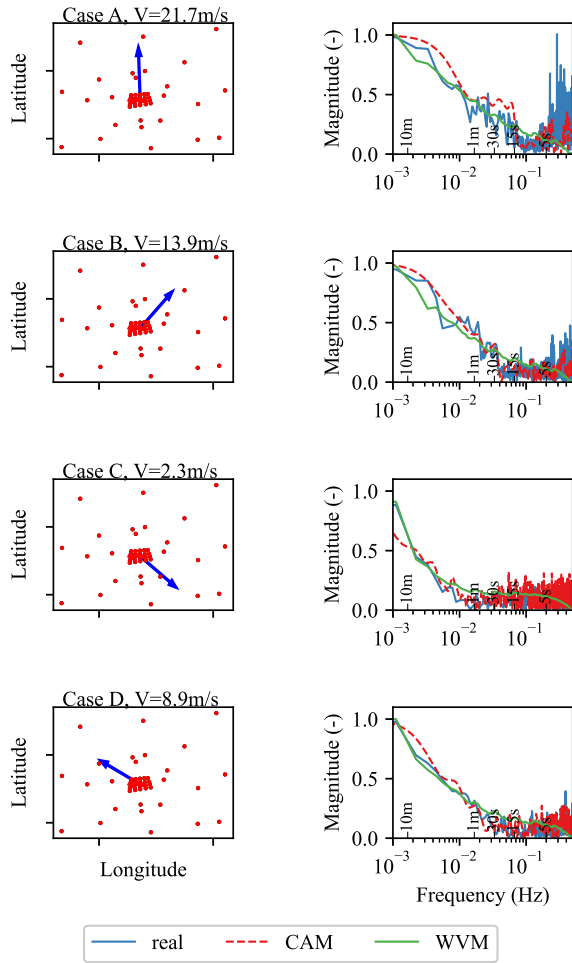 Case A, V=21.7m/s
Latitude
Magnitude (-)
1.0
0.5
0.0
10m
1m
30s
15s
5s
10⁻³
10⁻²
10⁻¹
Case B, V=13.9m/s
Latitude
Magnitude (-)
1.0
0.5
0.0
10m
1m
30s
15s
5s
10⁻³
10⁻²
10⁻¹
Case C, V=2.3m/s
Latitude
Magnitude (-)
1.0
0.5
0.0
10m
1m
30s
15s
5s
10⁻³
10⁻²
10⁻¹
Case D, V=8.9m/s
Latitude
Longitude
Magnitude (-)
1.0
0.5
0.0
10m
1m
30s
15s
5s
10⁻³
10⁻²
10⁻¹
Frequency (Hz)
real
CAM
WVM